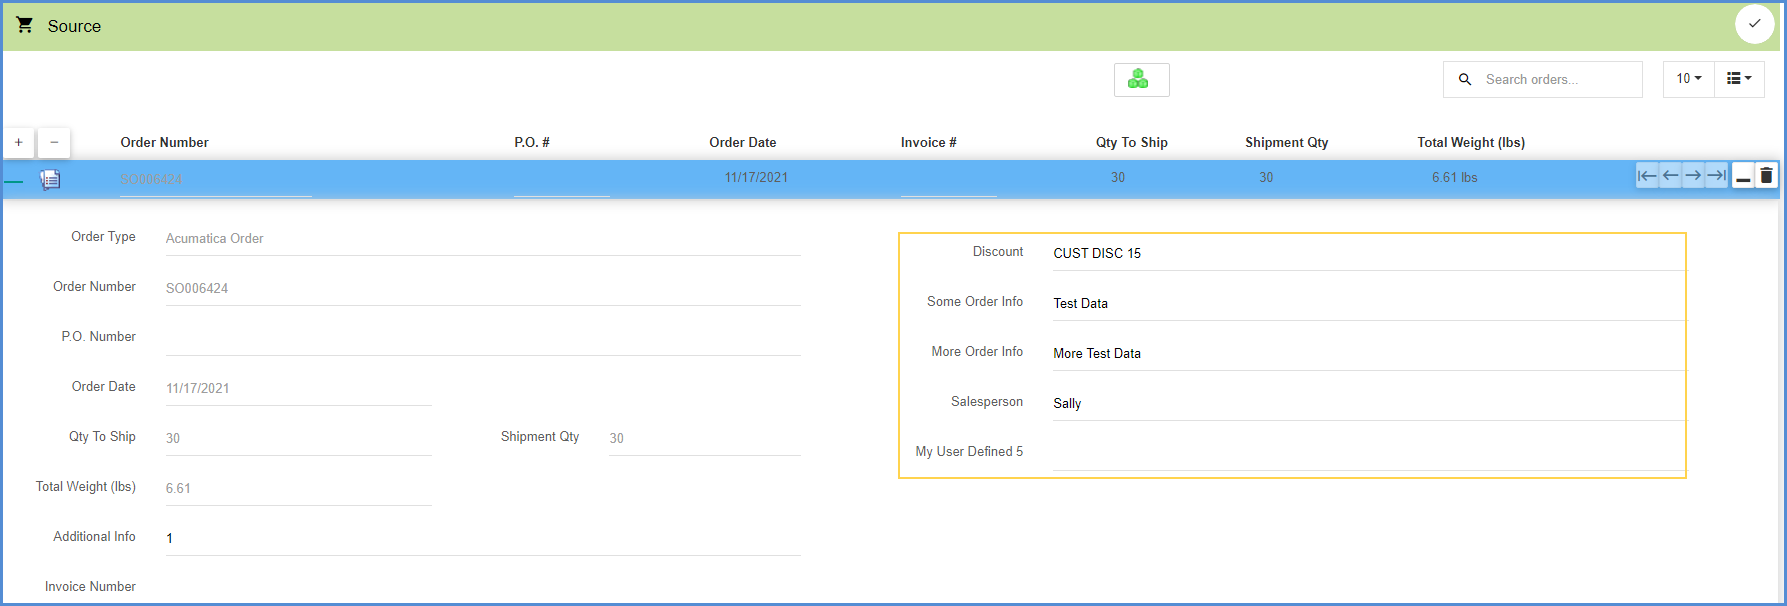 Source
Search orders...
10
+ − Order Number P.O. # Order Date Invoice # Qty To Ship Shipment Qty Total Weight (lbs)
SO006424 11/17/2021 30 30 6.61 lbs
Order Type Acumatica Order
Order Number SO006424
P.O. Number
Order Date 11/17/2021
Qty To Ship 30 Shipment Qty 30
Total Weight (lbs) 6.61
Additional Info 1
Invoice Number
Discount CUST DISC 15
Some Order Info Test Data
More Order Info More Test Data
Salesperson Sally
My User Defined 5